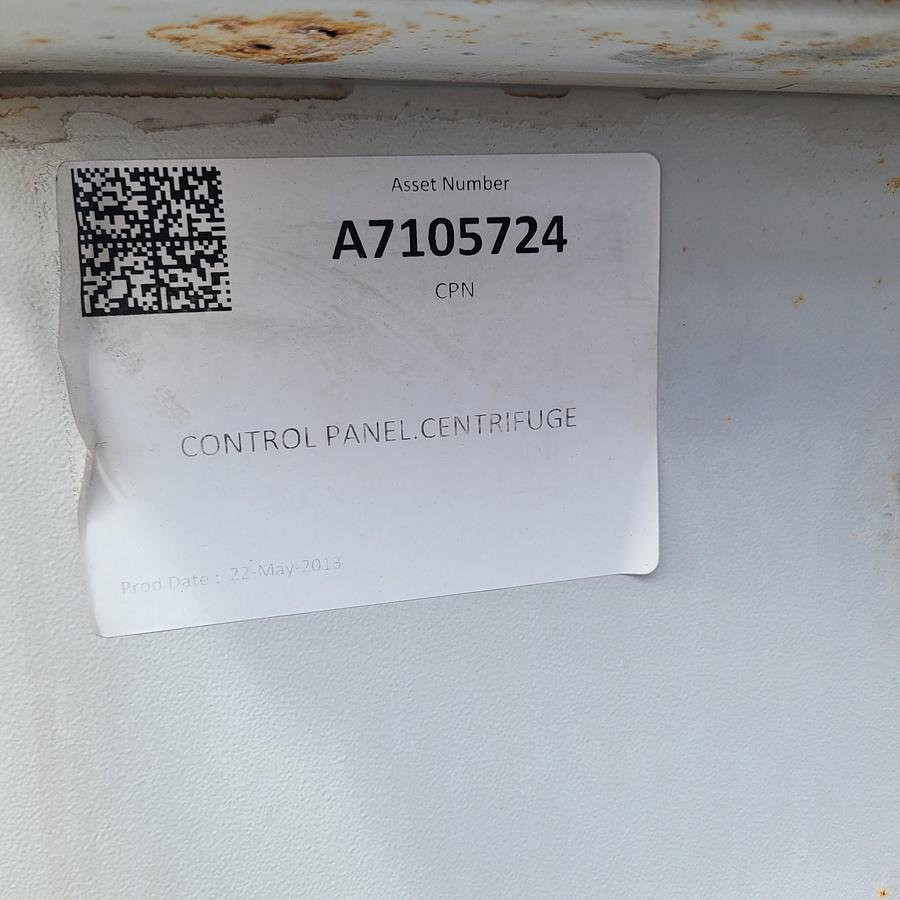 Asset Number
A7105724
CPN
CONTROL PANEL.CENTRIFUGE
Prod Date : 22-May-2013